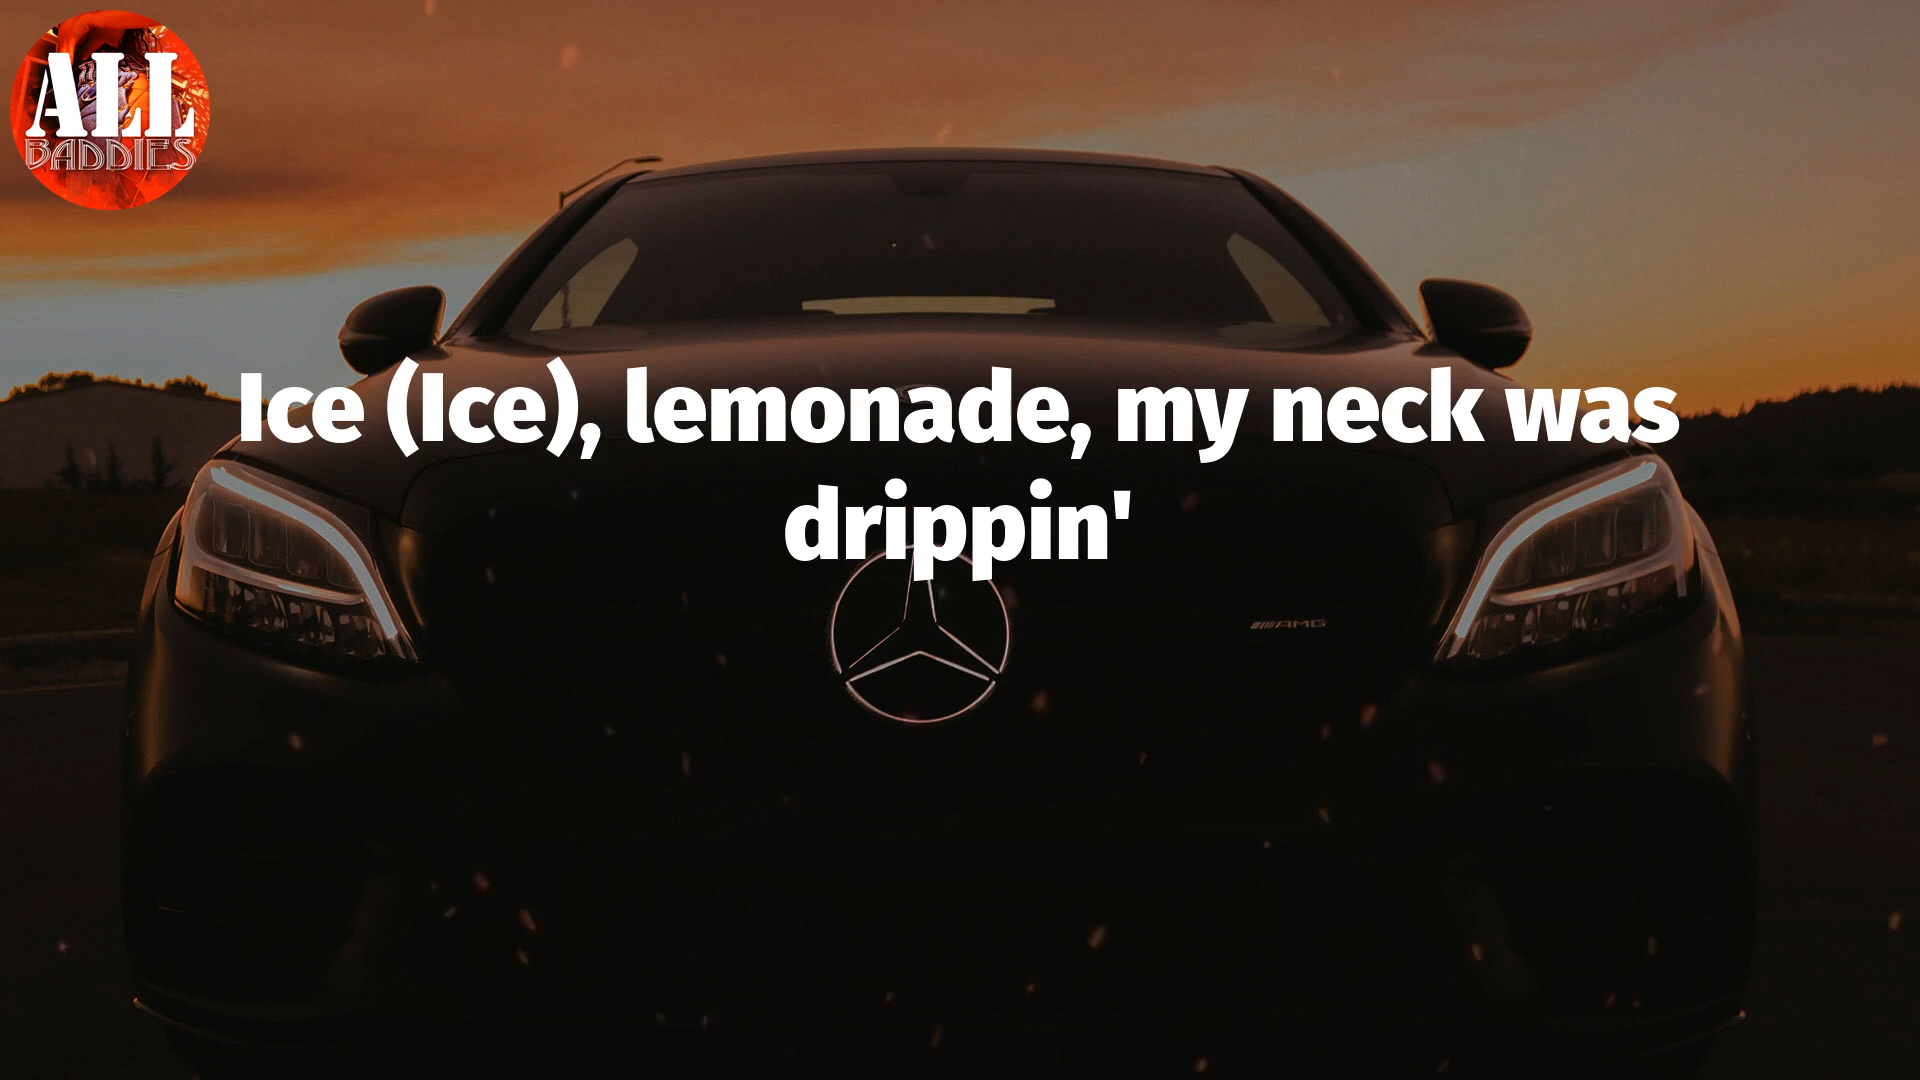 ALL
BADDIES
Ice (Ice), lemonade, my neck was
drippin'
AMG